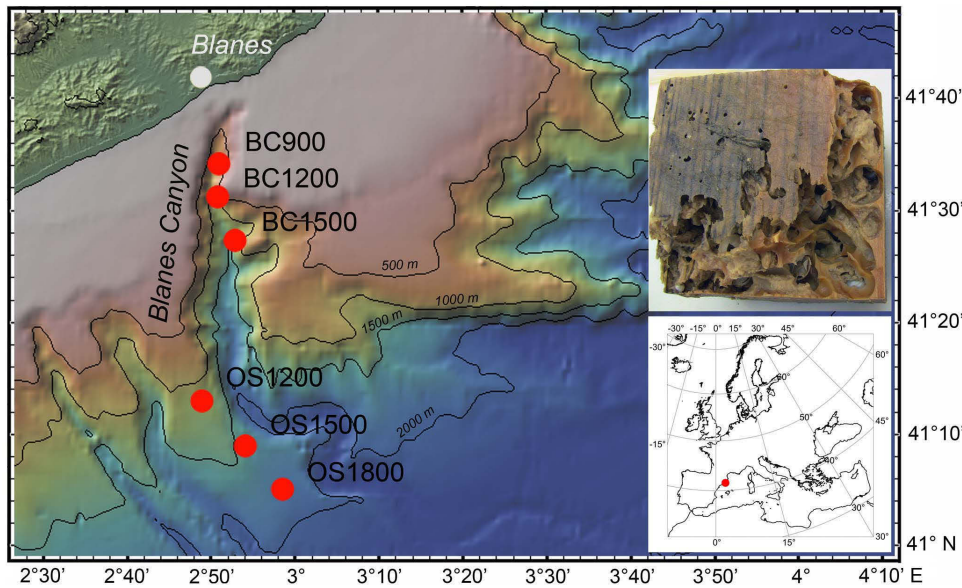 Blanes
BC900
BC1200
BC1500
Blanes Canyon
500 m
1000 m
1500 m
OS1200
OS1500
2000 m
OS1800
41°40'
41°30'
41°20'
41°10'
41° N
2°30' 2°40' 2°50' 3° 3°10' 3°20' 3°30' 3°40' 3°50' 4° 4°10' E
-30° -15° 0° 15° 30° 45° 60°
-30°
60°
60°
50°
45°
-15°
40°
30°
0° 15° 30°